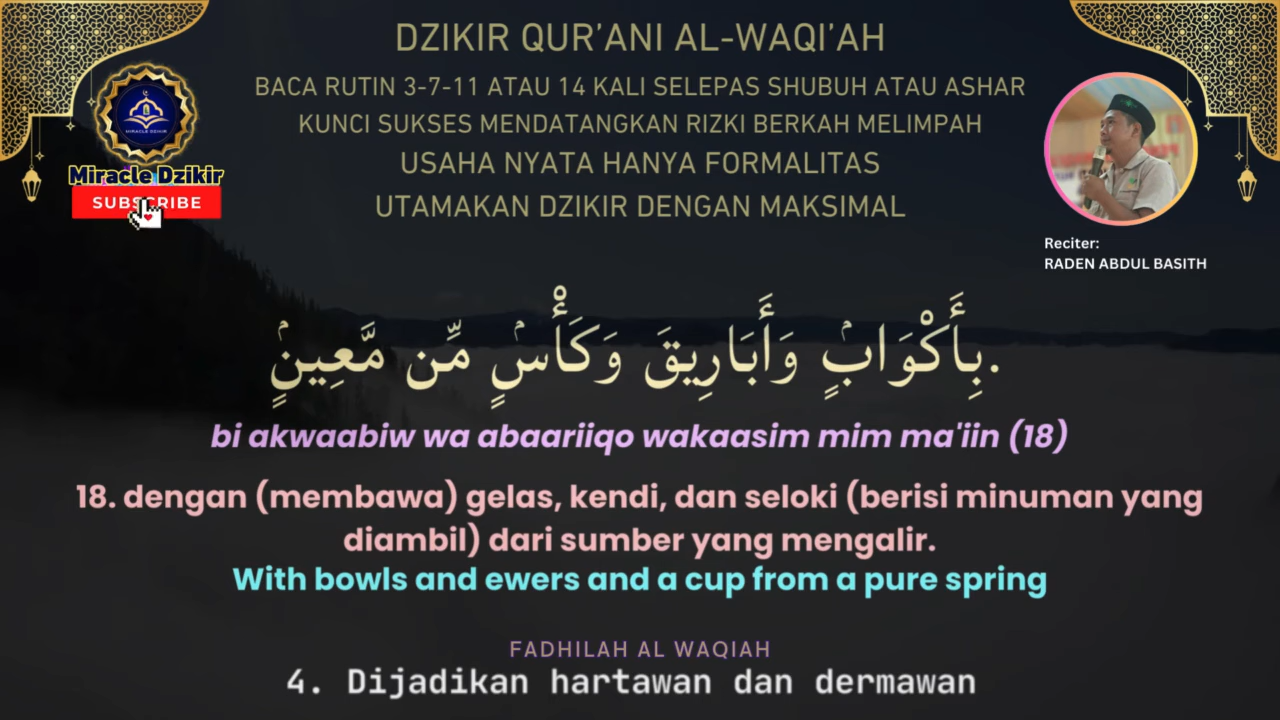 DZIKIR QUR'ANI AL-WAQI'AH
BACA RUTIN 3-7-11 ATAU 14 KALI SELEPAS SHUBUH ATAU ASHAR
KUNCI SUKSES MENDATANGKAN RIZKI BERKAH MELIMPAH
USAHA NYATA HANYA FORMALITAS
UTAMAKAN DZIKIR DENGAN MAKSIMAL
MIRACLE DZIKIR
Miracle Dzikir
SUBSCRIBE
Reciter:
RADEN ABDUL BASITH
بِأَكْوَابٍۢ وَأَبَارِيقَ وَكَأْسٍۢ مِّن مَّعِينٍۢ.
bi akwaabiw wa abaariiqo wakaasim mim ma'iin (18)
18. dengan (membawa) gelas, kendi, dan seloki (berisi minuman yang
diambil) dari sumber yang mengalir.
With bowls and ewers and a cup from a pure spring
FADHILAH AL WAQIAH
4. Dijadikan hartawan dan dermawan